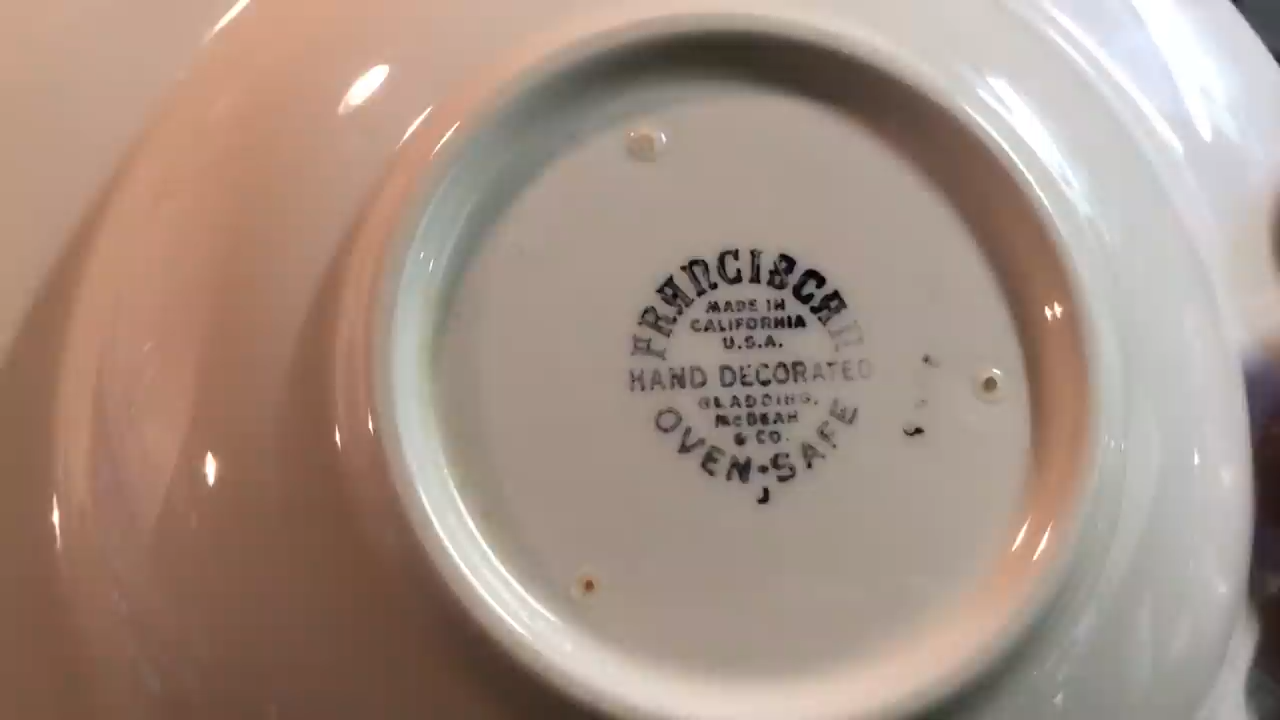 FRANCISCAN
MADE IN
CALIFORNIA
U.S.A.
HAND DECORATED
GLADDING,
McBEAN
& CO.
OVEN-SAFE
J